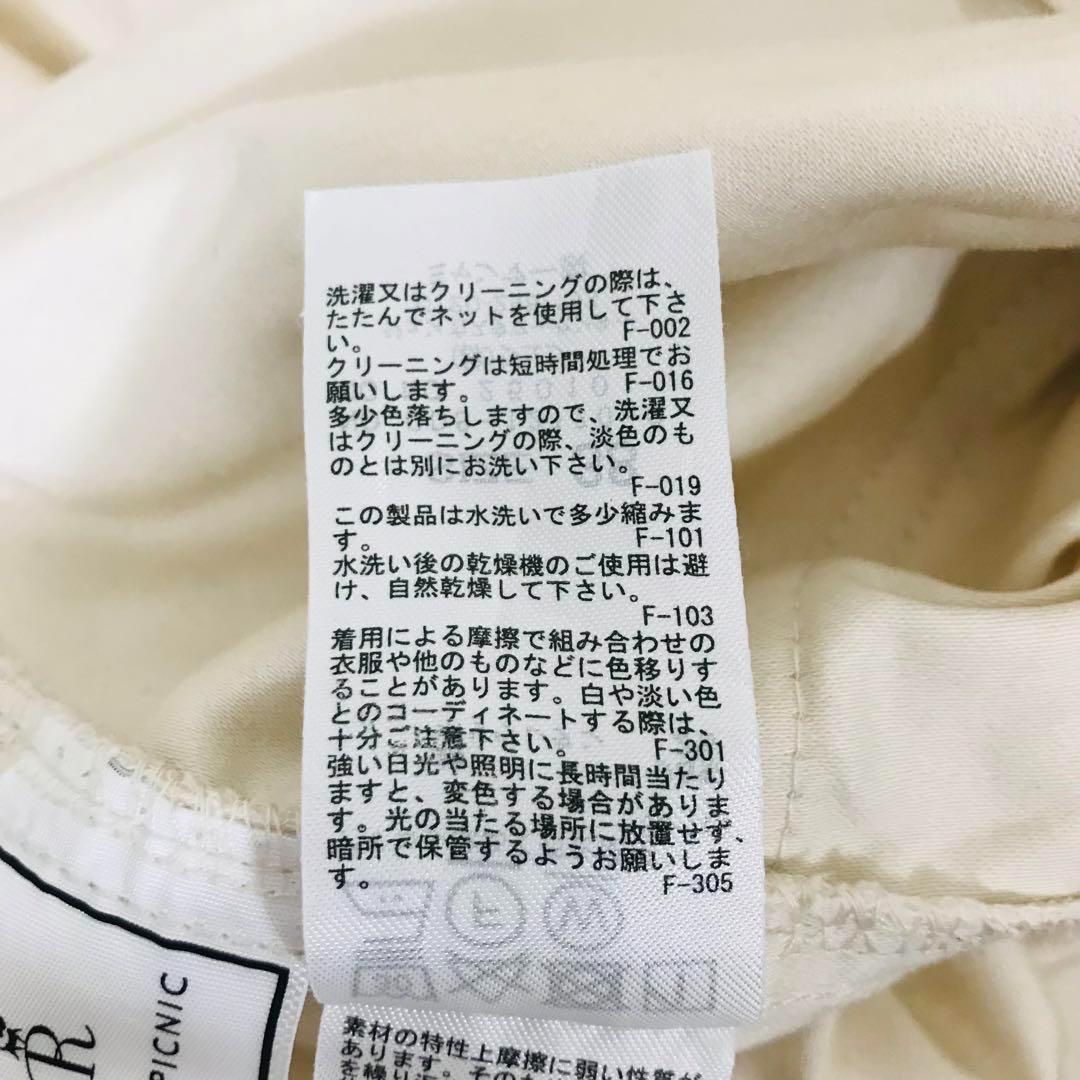 洗濯又はクリーニングの際は、
たたんでネットを使用して下さ
い。 F-002
クリーニングは短時間処理でお
願いします。 F-016
多少色落ちしますので、洗濯又
はクリーニングの際、淡色のも
のとは別にお洗い下さい。
F-019
この製品は水洗いで多少縮みま
す。 F-101
水洗い後の乾燥機のご使用は避
け、自然乾燥して下さい。
F-103
着用による摩擦で組み合わせの
衣服や他のものなどに色移りす
ることがあります。白や淡い色
とのコーディネートする際は、
十分ご注意下さい。 F-301
強い日光や照明に長時間当たり
ますと、変色する場合がありま
す。光の当たる場所に放置せず、
暗所で保管するようお願いしま
す。 F-305
素材の特性上摩擦に弱い性質が
あります。そのため
R
PICNIC